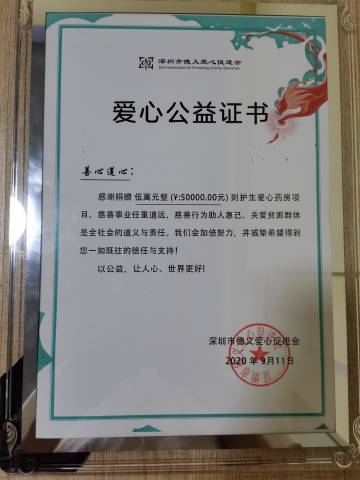 深圳市德义爱心促进会
爱心公益证书
善心道心:
感谢捐赠 伍萬元整 (￥:50000.00元) 到护生爱心药房项
目。慈善事业任重道远，慈善行为助人惠己。关爱贫困群体
是全社会的道义与责任。我们会加倍努力，并诚挚希望得到
您一如既往的信任与支持！
以公益，让人心、世界更好！
深圳市德义爱心促进会
2020 年 9月11日